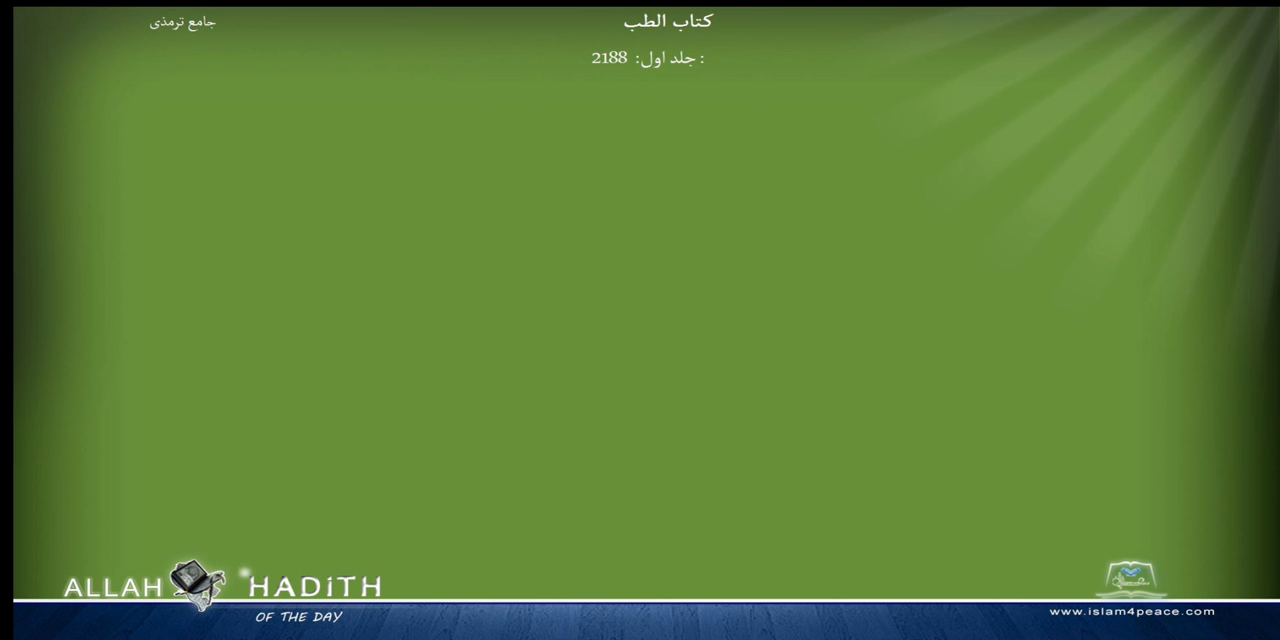 کتاب الطب
جامع ترمذی
: جلد اول: 2188
ALLAH HADITH
OF THE DAY
www.islam4peace.com